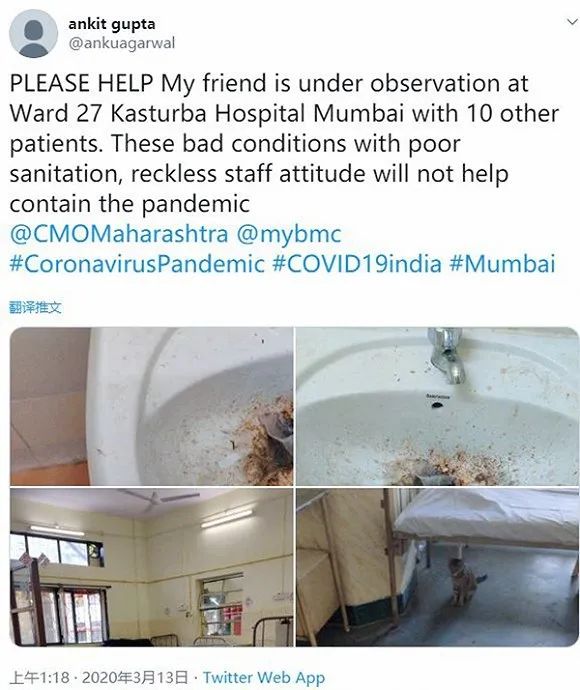 ankit gupta
@ankuagarwal
PLEASE HELP My friend is under observation at
Ward 27 Kasturba Hospital Mumbai with 10 other
patients. These bad conditions with poor
sanitation, reckless staff attitude will not help
contain the pandemic
@CMOMaharashtra @mybmc
#CoronavirusPandemic #COVID19india #Mumbai
翻译推文
上午1:18 · 2020年3月13日 · Twitter Web App